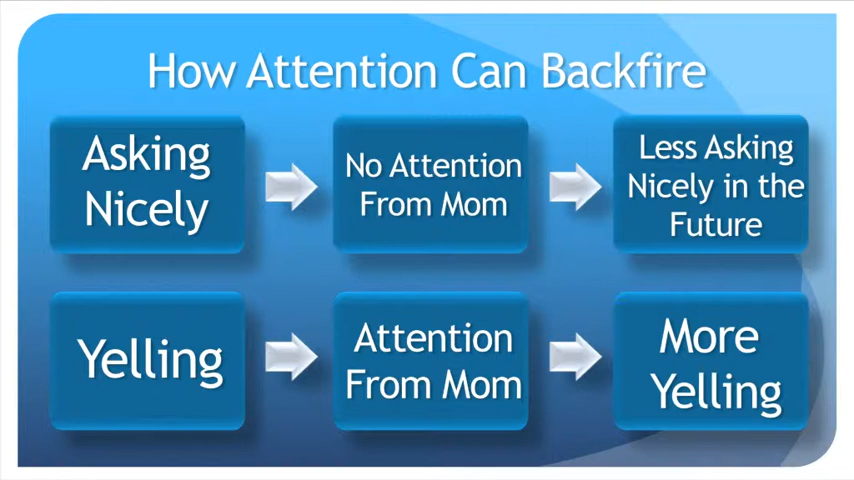 How Attention Can Backfire
Asking
Nicely
No Attention
From Mom
Less Asking
Nicely in the
Future
Yelling
Attention
From Mom
More
Yelling